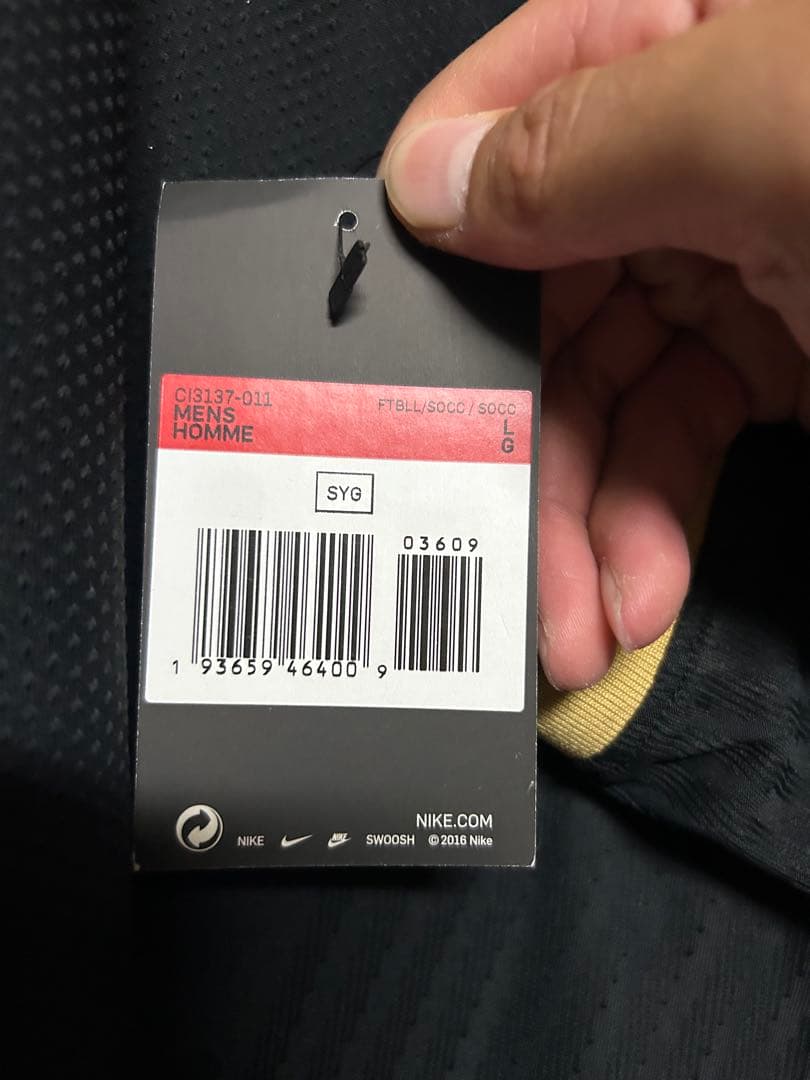 CI3137-011
MENS
HOMME
FTBLL/SOCC / SOCC
L
G
SYG
03609
1 93659 46400 9
NIKE.COM
NIKE NIKE SWOOSH © 2016 Nike